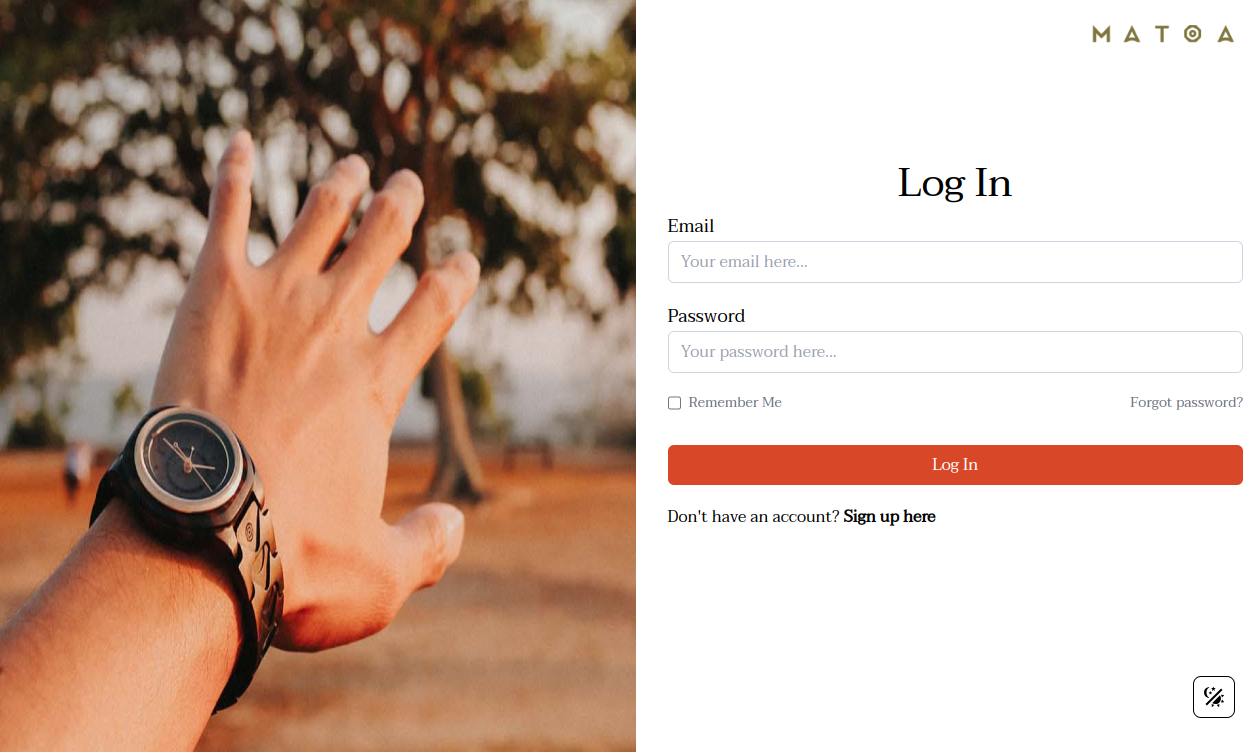 MATOA
Log In
Email
Your email here...
Password
Your password here...
Remember Me
Forgot password?
Log In
Don't have an account? Sign up here